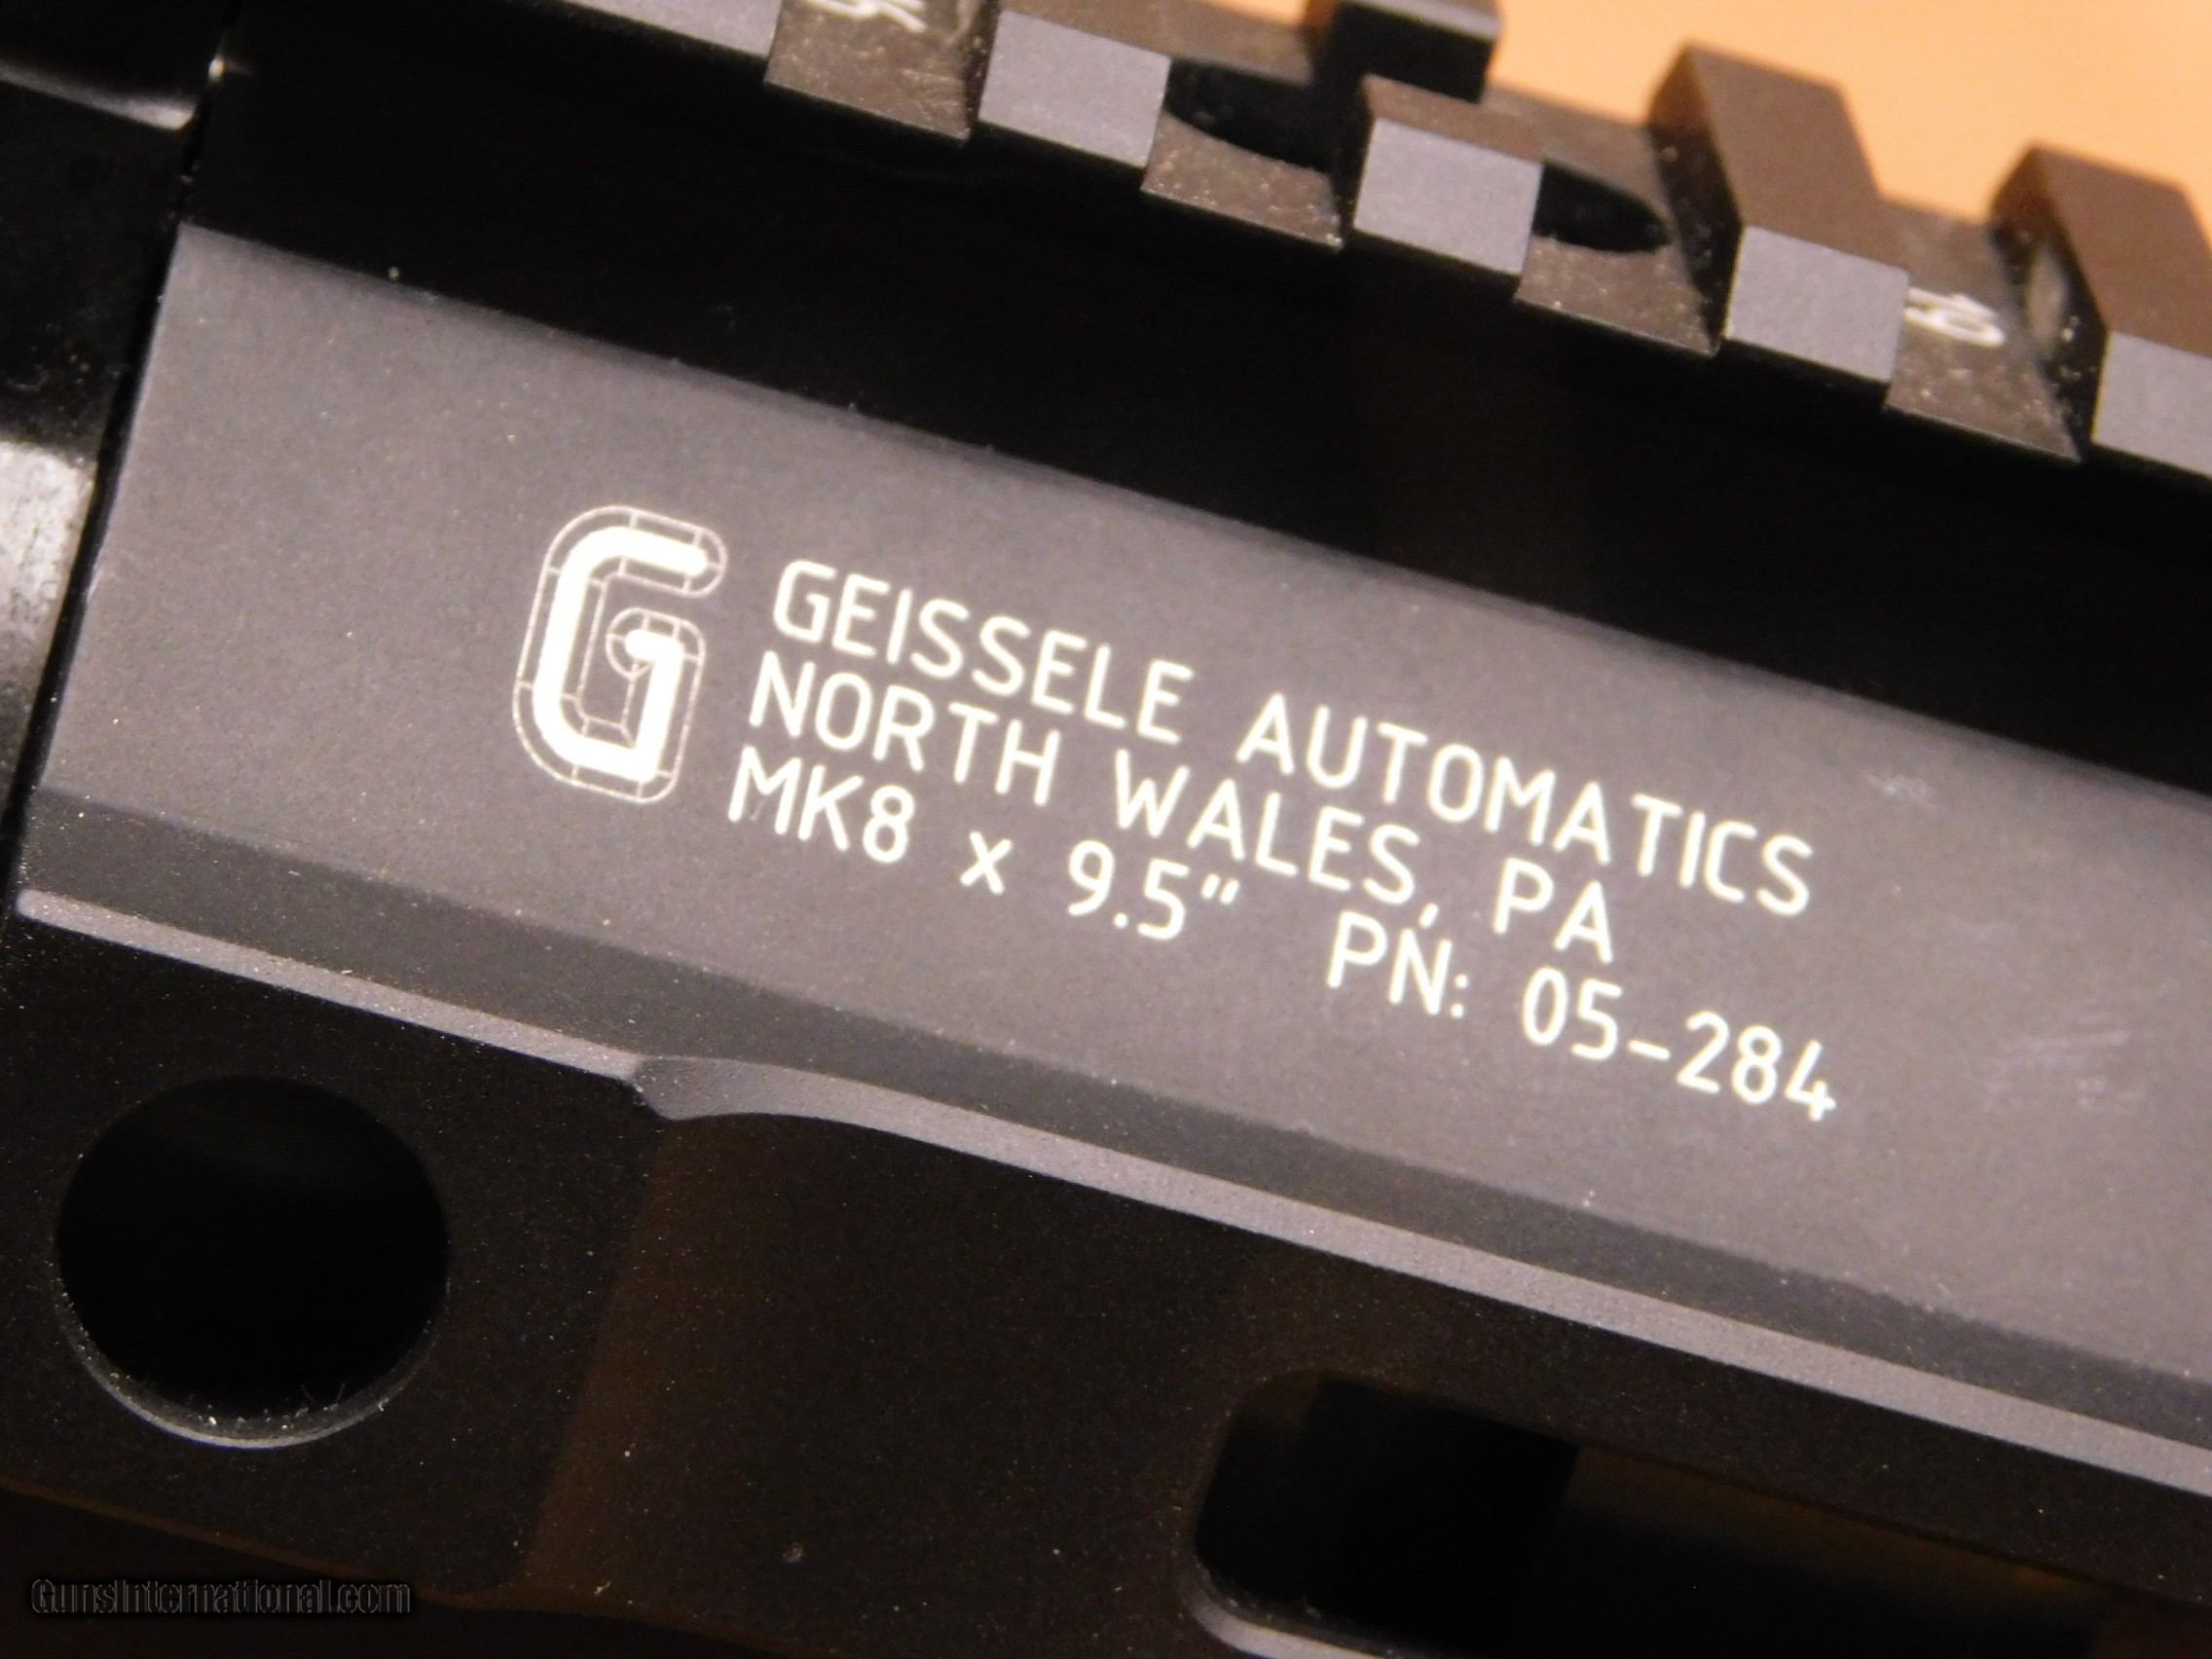 G
GEISSELE AUTOMATICS
NORTH WALES, PA
MK8 x 9.5" PN: 05-284
GunsInternational.com